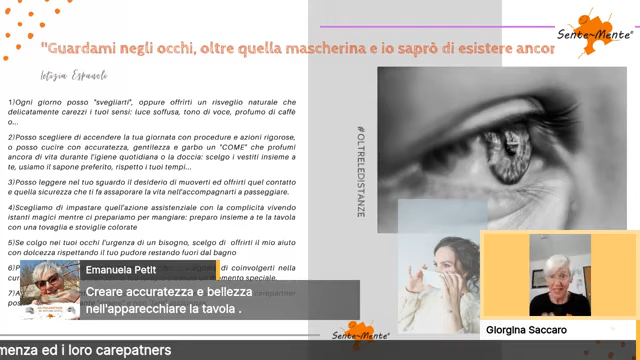 "Guardami negli occhi, oltre quella mascherina e io saprò di esistere ancor
Sente~Mente®
Letizia Espanoli
1)Ogni giorno posso "svegliarti", oppure offrirti un risveglio naturale che
delicatamente carezzi i tuoi sensi: luce soffusa, tono di voce, profumo di caffè
o...
2)Posso scegliere di accendere la tua giornata con procedure e azioni rigorose,
o posso cucire con accuratezza, gentilezza e garbo un "COME" che profumi
ancora di vita durante l'igiene quotidiana o la doccia: scelgo i vestiti insieme a
te, usiamo il sapone preferito, rispetto i tuoi tempi...
3)Posso leggere nel tuo sguardo il desiderio di muoverti ed offrirti quel contatto
e quella sicurezza che ti fa assaporare la vita nell'accompagnarti a passeggiare.
4)Scegliamo di impastare quell'azione assistenziale con la complicità vivendo
istanti magici mentre ci prepariamo per mangiare: preparo insieme a te la tavola
con una tovaglia e stoviglie colorate
5)Se colgo nei tuoi occhi l'urgenza di un bisogno, scelgo di offrirti il mio aiuto
con dolcezza rispettando il tuo pudore restando fuori dal bagno
6)P
di coinvolgerti nella
cur
mento speciale.
7)A
carepartner
pos
#OLTRELEDISTANZE
Emanuela Petit
Creare accuratezza e bellezza
nell'apparecchiare la tavola .
Giorgina Saccaro
Sente~Mente®
menza ed i loro carepatners